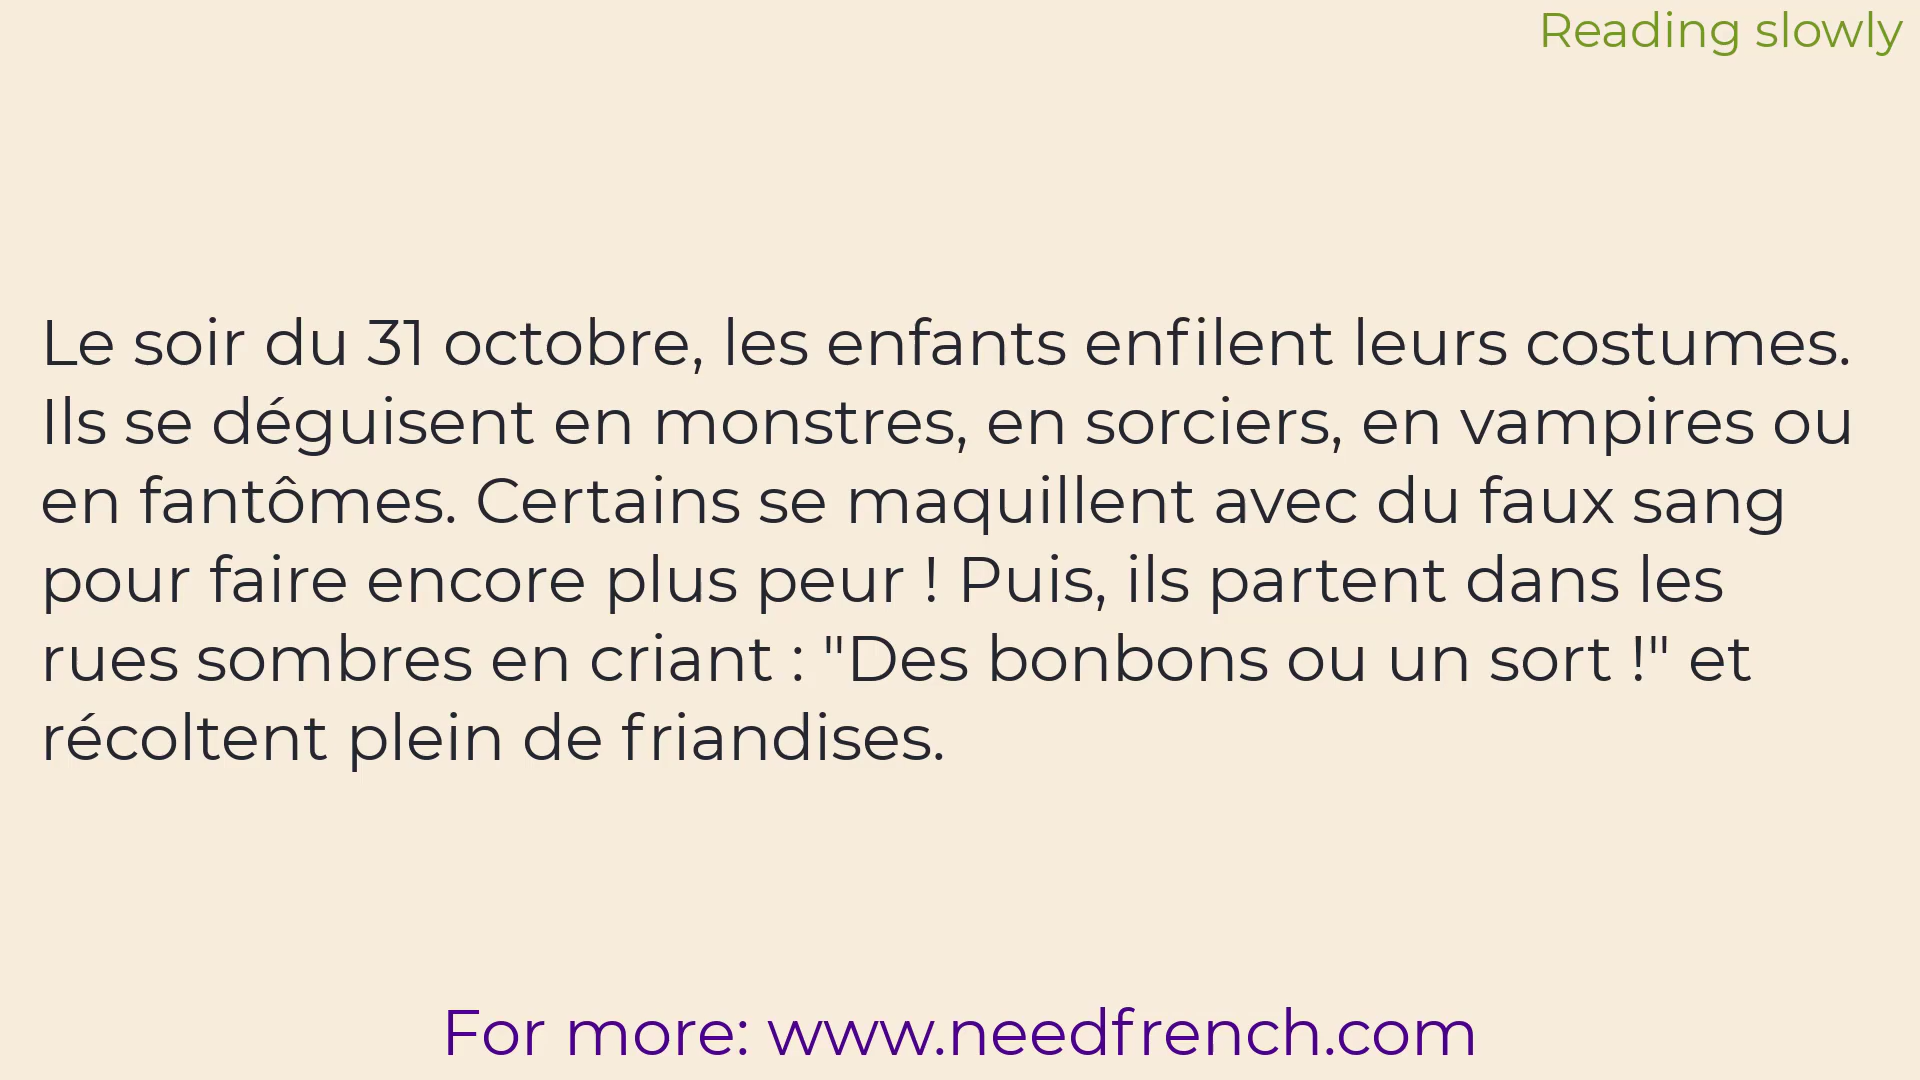 Reading slowly
Le soir du 31 octobre, les enfants enfilent leurs costumes.
Ils se déguisent en monstres, en sorciers, en vampires ou
en fantômes. Certains se maquillent avec du faux sang
pour faire encore plus peur ! Puis, ils partent dans les
rues sombres en criant : "Des bonbons ou un sort !" et
récoltent plein de friandises.
For more: www.needfrench.com